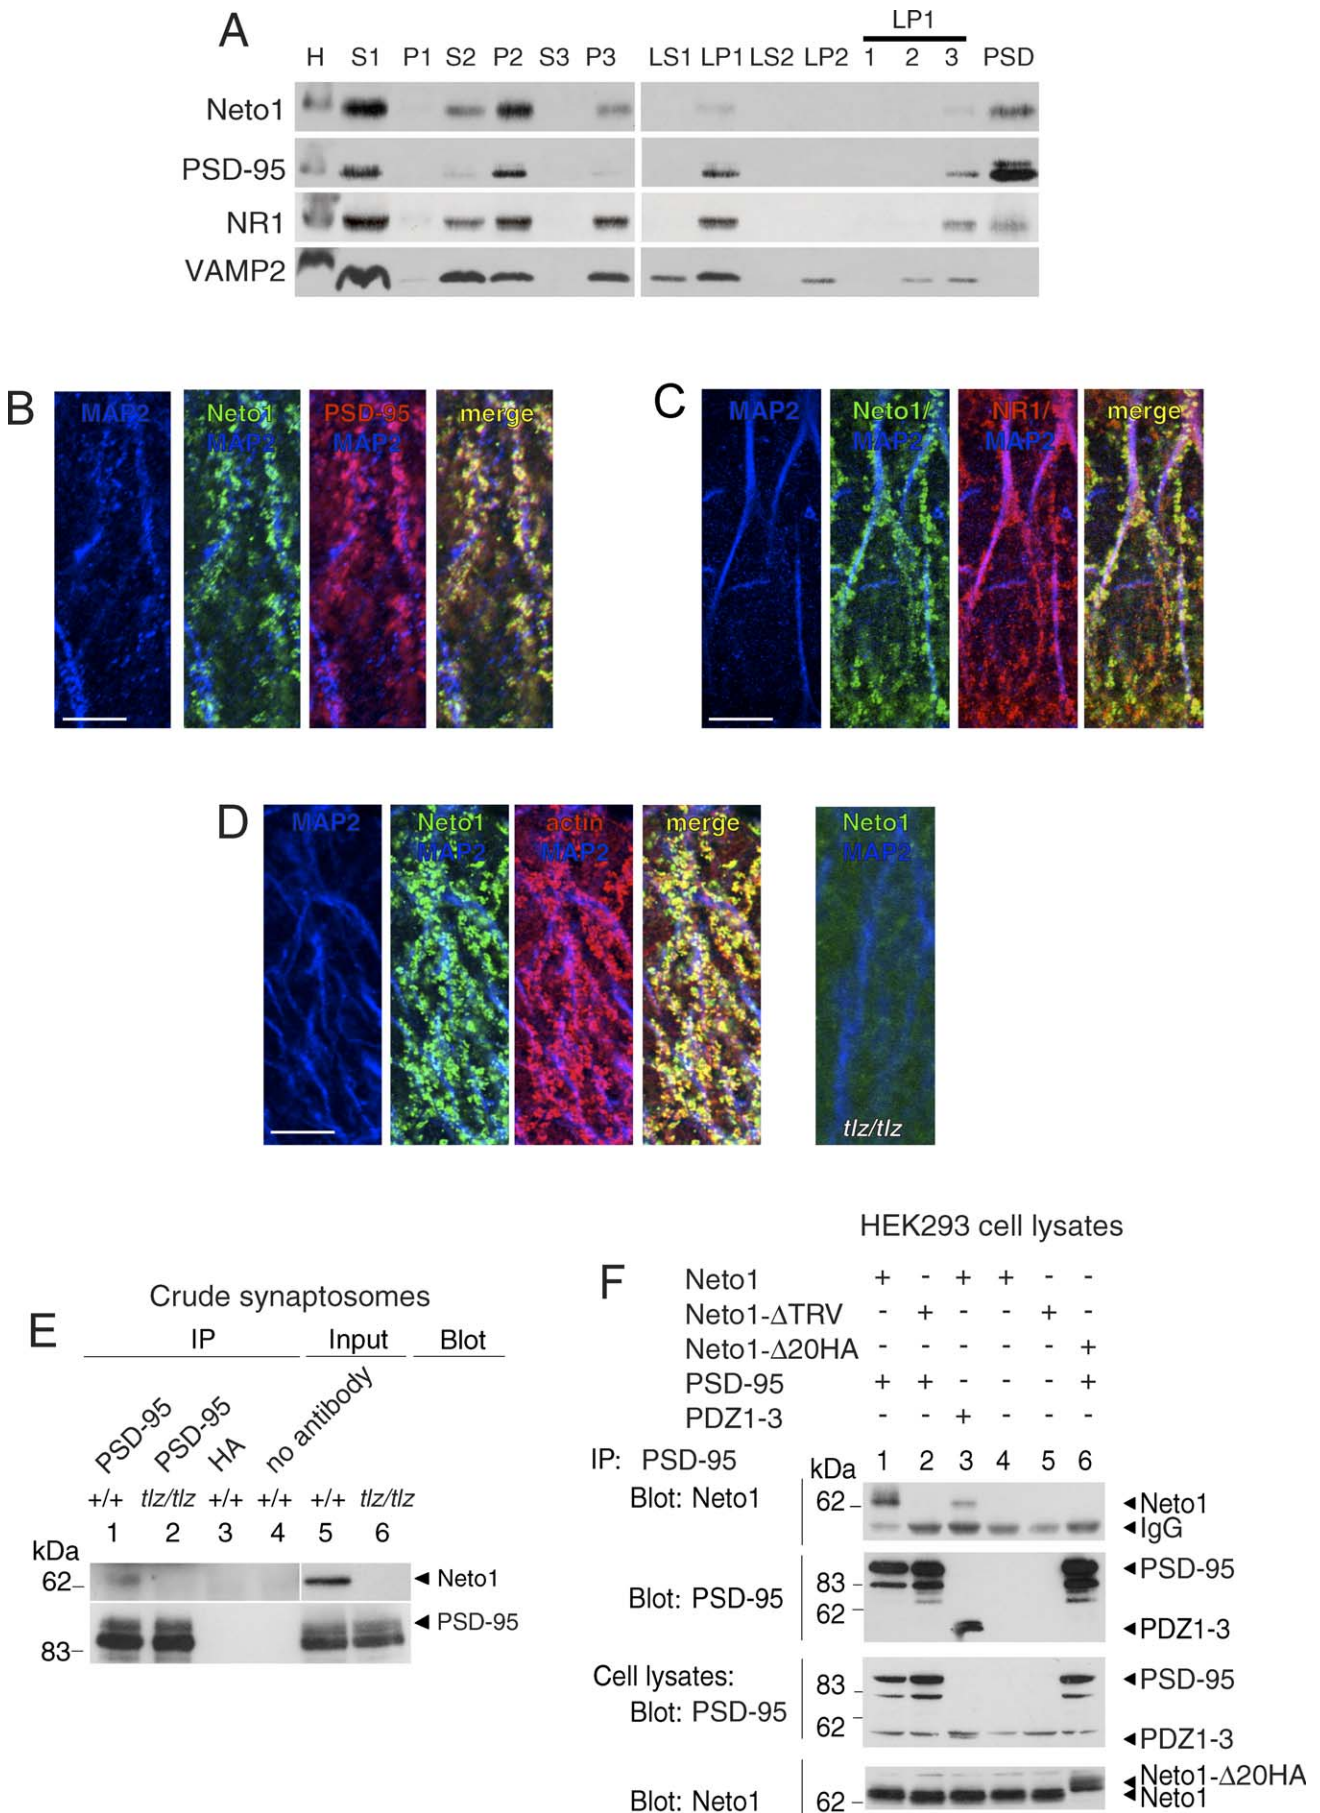 A
LP1
H S1 P1 S2 P2 S3 P3 LS1 LP1 LS2 LP2 1 2 3 PSD
Neto1
PSD-95
NR1
VAMP2
B
MAP2
Neto1
MAP2
PSD-95
MAP2
merge
C
MAP2
Neto1/
MAP2
NR1/
MAP2
merge
D
MAP2
Neto1
MAP2
actin
MAP2
merge
Neto1
MAP2
tlz/tlz
E
Crude synaptosomes
IP Input Blot
PSD-95 PSD-95 HA no antibody
+/+ tlz/tlz +/+ +/+ +/+ tlz/tlz
1 2 3 4 5 6
kDa
62 Neto1
PSD-95
83
F
HEK293 cell lysates
Neto1 + - + + - -
Neto1-ΔTRV - + - - + -
Neto1-Δ20HA - - - - - +
PSD-95 + + - - - +
PDZ1-3 - - + - - -
IP: PSD-95 kDa 1 2 3 4 5 6
Blot: Neto1 62 Neto1
IgG
PSD-95
Blot: PSD-95 83
62
PDZ1-3
Cell lysates:
PSD-95
83
Blot: PSD-95
62
PDZ1-3
Neto1-Δ20HA
Blot: Neto1 62 Neto1